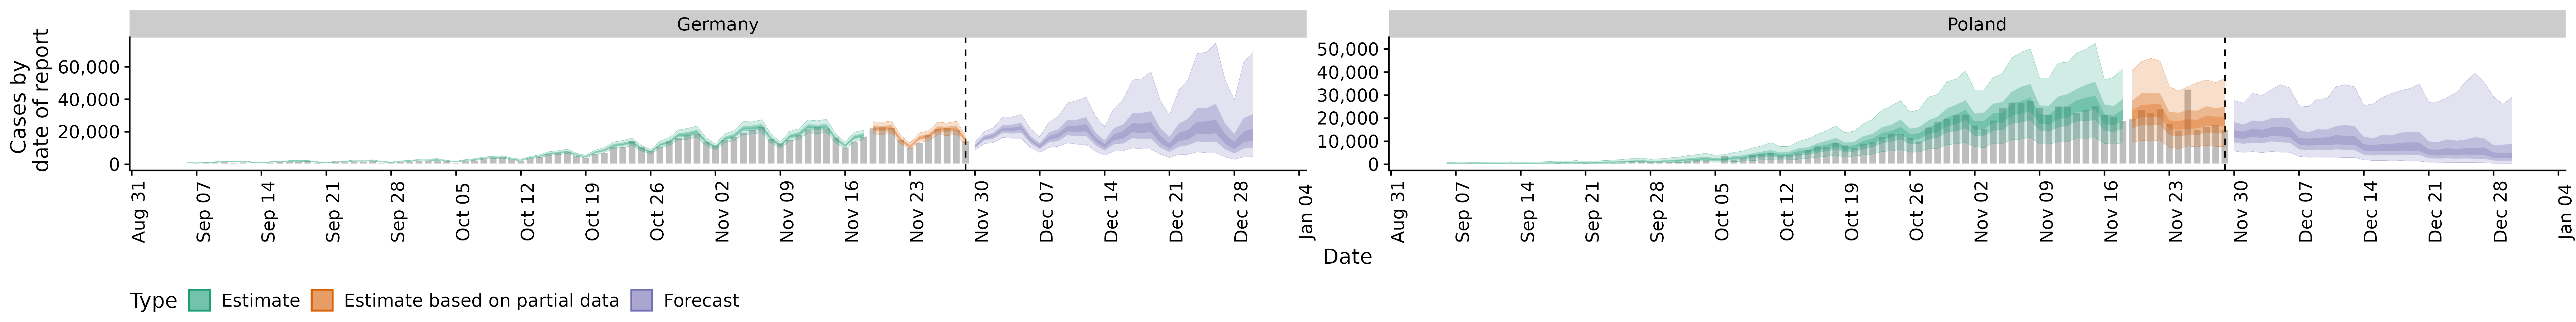 Germany
Poland
Cases by
date of report
60,000
40,000
20,000
0
50,000
40,000
30,000
20,000
10,000
0
Aug 31
Sep 07
Sep 14
Sep 21
Sep 28
Oct 05
Oct 12
Oct 19
Oct 26
Nov 02
Nov 09
Nov 16
Nov 23
Nov 30
Dec 07
Dec 14
Dec 21
Dec 28
Jan 04
Aug 31
Sep 07
Sep 14
Sep 21
Sep 28
Oct 05
Oct 12
Oct 19
Oct 26
Nov 02
Nov 09
Nov 16
Nov 23
Nov 30
Dec 07
Dec 14
Dec 21
Dec 28
Jan 04
Date
Type Estimate Estimate based on partial data Forecast